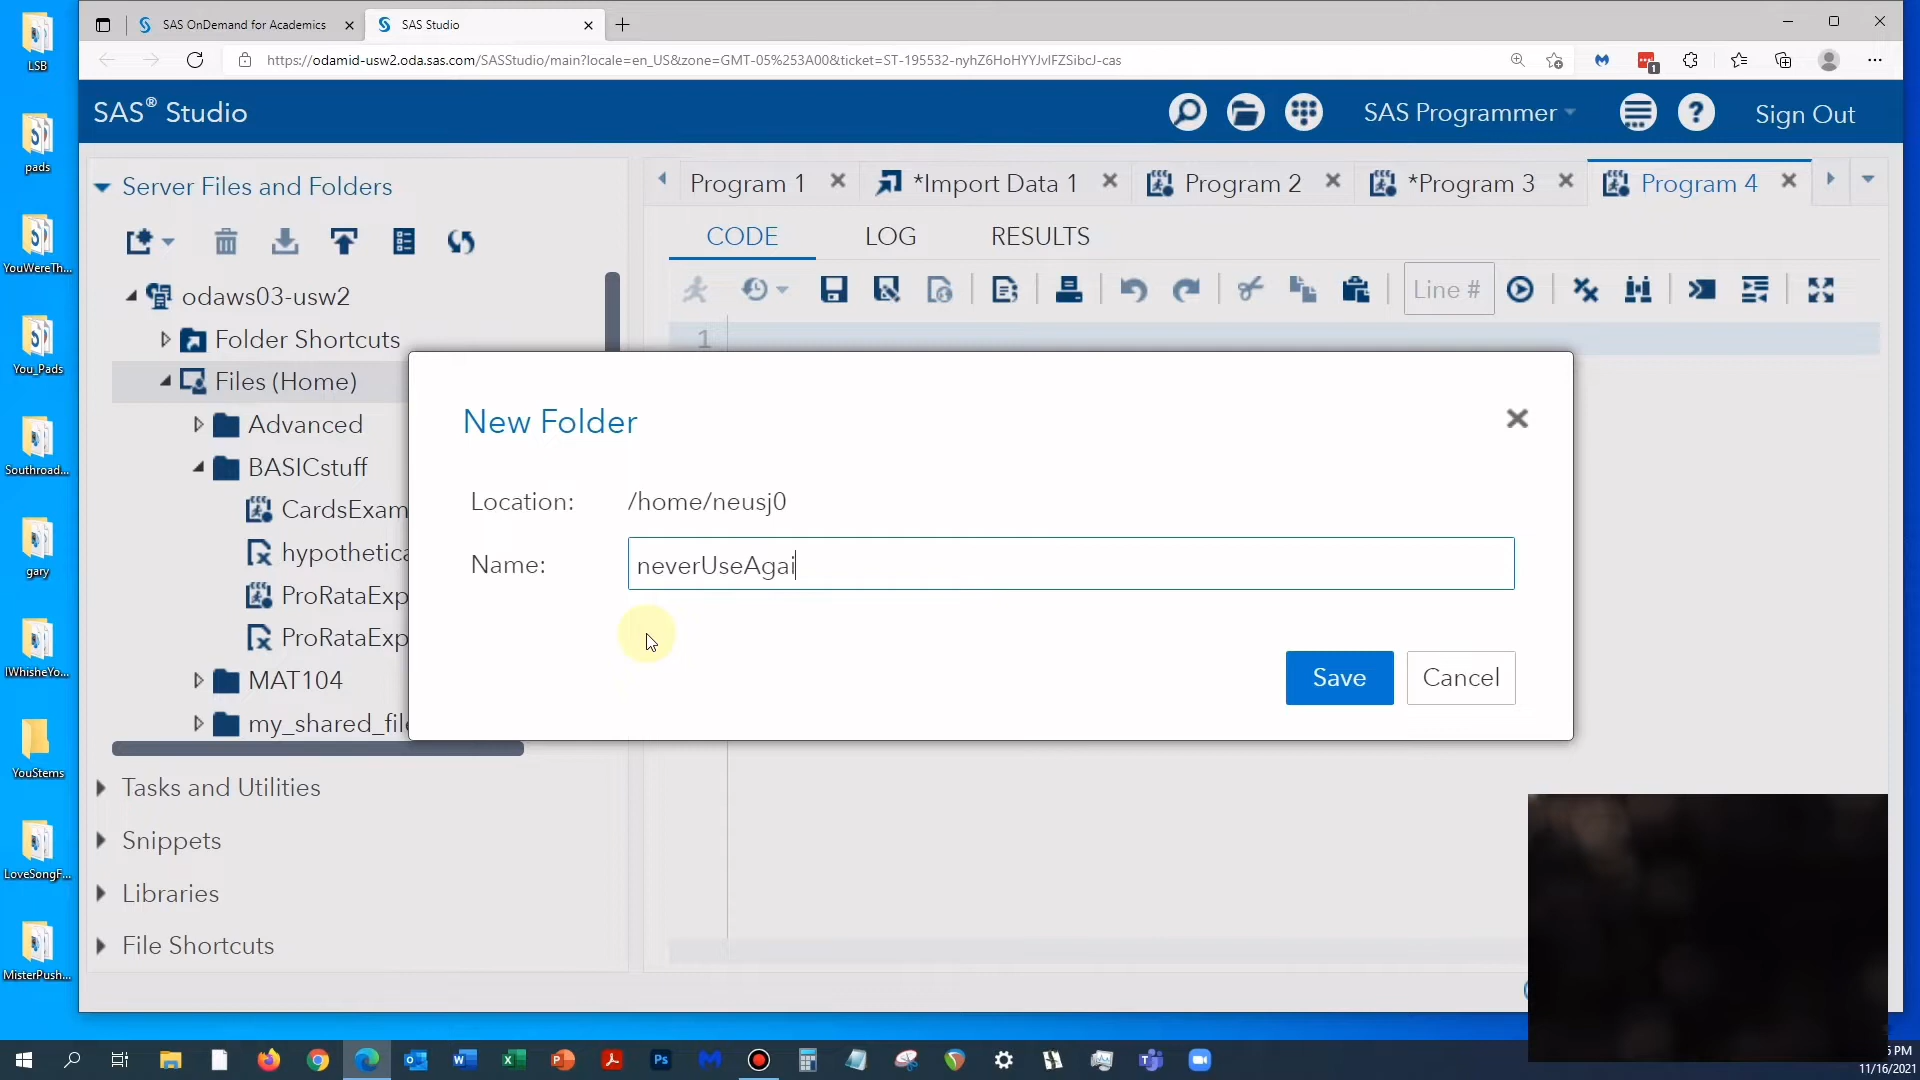 LSB
pads
YouWereTh...
You_Pads
Southroad...
gary
IWhisheYo...
YouStems
LoveSongF...
MisterPush...
SAS OnDemand for Academics
SAS Studio
https://odamid-usw2.oda.sas.com/SASStudio/main?locale=en_US&zone=GMT-05%253A00&ticket=ST-195532-nyhZ6HoHYYJvIFZSibcJ-cas
1
SAS® Studio
SAS Programmer
Sign Out
Server Files and Folders
odaws03-usw2
Folder Shortcuts
Files (Home)
Advanced
BASICstuff
CardsExam
hypothetica
ProRataExp
ProRataExp
MAT104
my_shared_file
Tasks and Utilities
Snippets
Libraries
File Shortcuts
Program 1
*Import Data 1
Program 2
*Program 3
Program 4
CODE
LOG
RESULTS
Line #
1
New Folder
Location: /home/neusj0
Name: neverUseAgai
Save
Cancel
PM
11/16/2021